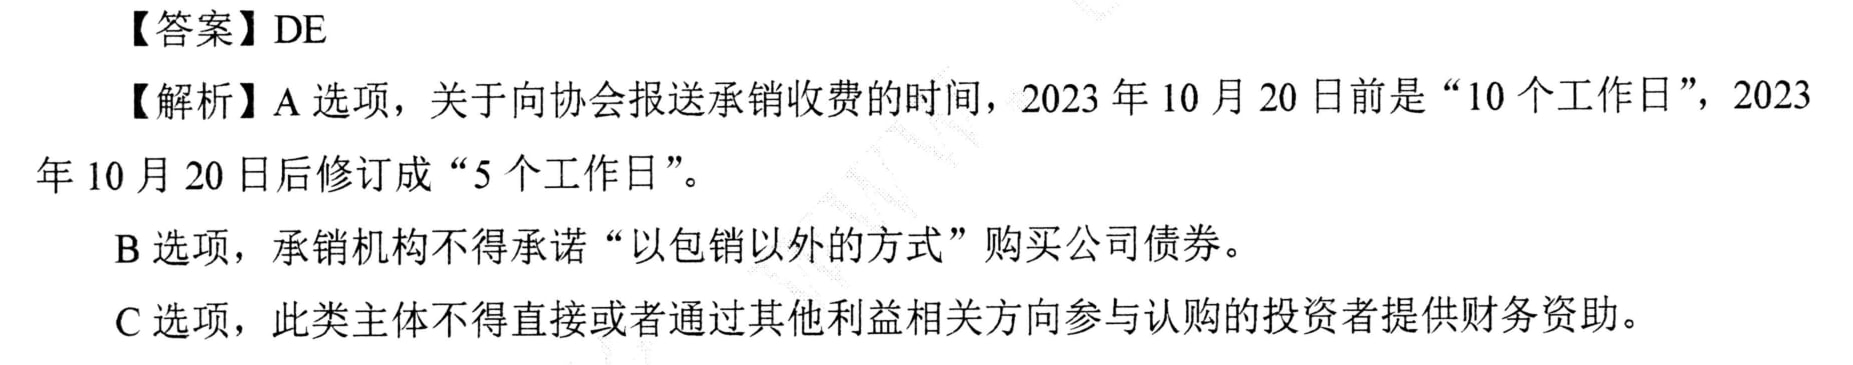 【答案】DE
【解析】A 选项，关于向协会报送承销收费的时间，2023 年 10 月 20 日前是“10 个工作日”，2023
年 10 月 20 日后修订成“5 个工作日”。
B 选项，承销机构不得承诺“以包销以外的方式”购买公司债券。
C 选项，此类主体不得直接或者通过其他利益相关方向参与认购的投资者提供财务资助。